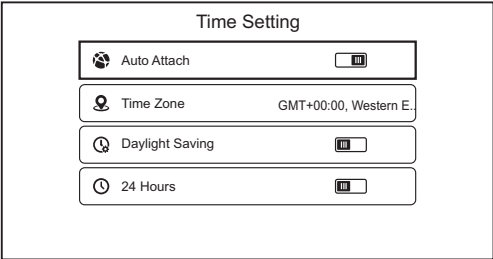 Time Setting
Auto Attach
Time Zone GMT+00:00, Western E..
Daylight Saving
24 Hours